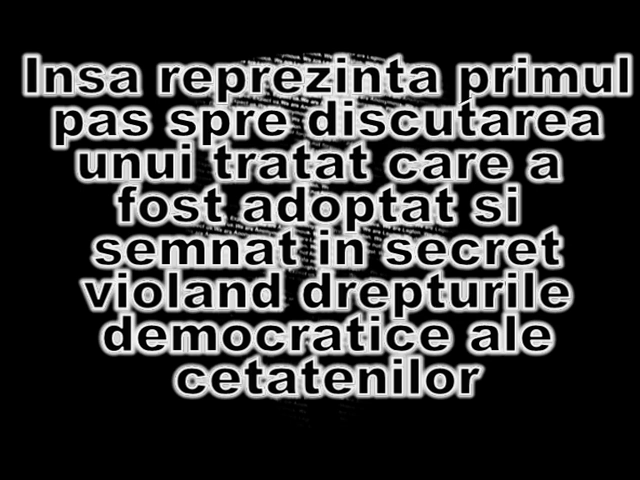 Insa reprezinta primul
pas spre discutarea
unui tratat care a
fost adoptat si
semnat in secret
violand drepturile
democratice ale
cetatenilor